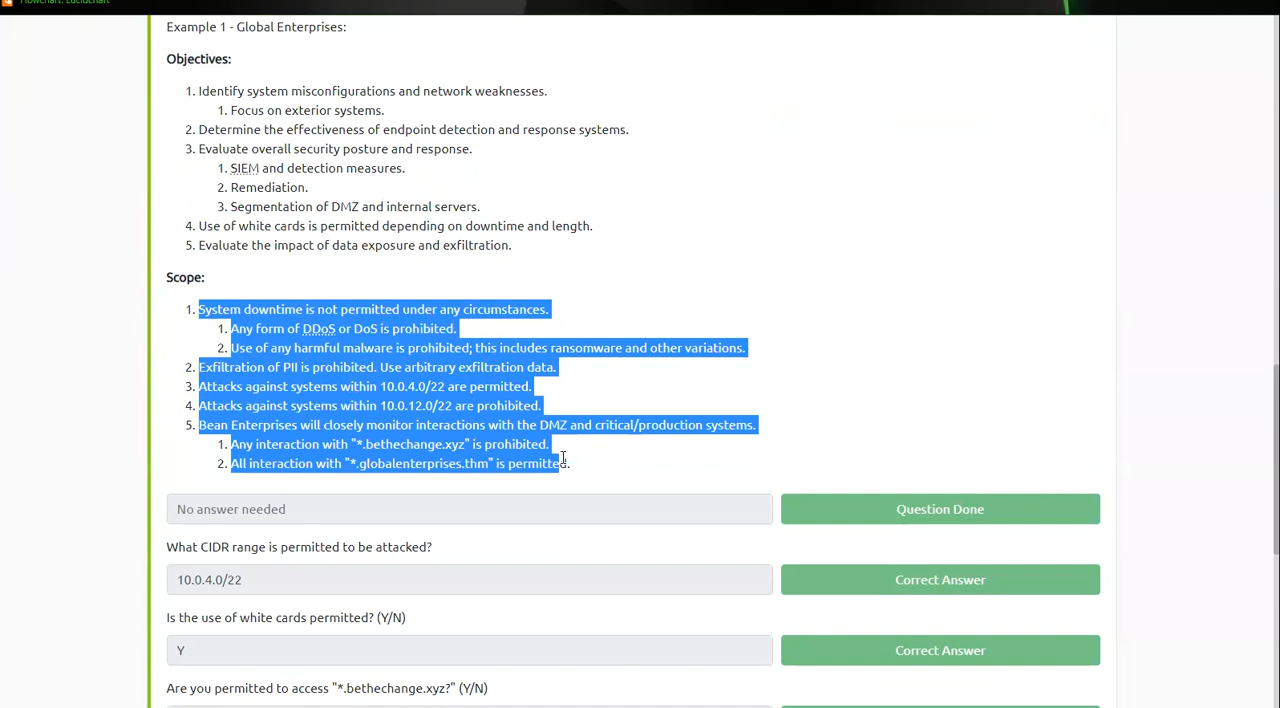 Flowchart: Lucidchart
Example 1 - Global Enterprises:
Objectives:
1. Identify system misconfigurations and network weaknesses.
1. Focus on exterior systems.
2. Determine the effectiveness of endpoint detection and response systems.
3. Evaluate overall security posture and response.
1. SIEM and detection measures.
2. Remediation.
3. Segmentation of DMZ and internal servers.
4. Use of white cards is permitted depending on downtime and length.
5. Evaluate the impact of data exposure and exfiltration.
Scope:
1. System downtime is not permitted under any circumstances.
1. Any form of DDoS or DoS is prohibited.
2. Use of any harmful malware is prohibited; this includes ransomware and other variations.
2. Exfiltration of PII is prohibited. Use arbitrary exfiltration data.
3. Attacks against systems within 10.0.4.0/22 are permitted.
4. Attacks against systems within 10.0.12.0/22 are prohibited.
5. Bean Enterprises will closely monitor interactions with the DMZ and critical/production systems.
1. Any interaction with "*.bethechange.xyz" is prohibited.
2. All interaction with "*.globalenterprises.thm" is permitted.
No answer needed
Question Done
What CIDR range is permitted to be attacked?
10.0.4.0/22
Correct Answer
Is the use of white cards permitted? (Y/N)
Y
Correct Answer
Are you permitted to access "*.bethechange.xyz?" (Y/N)